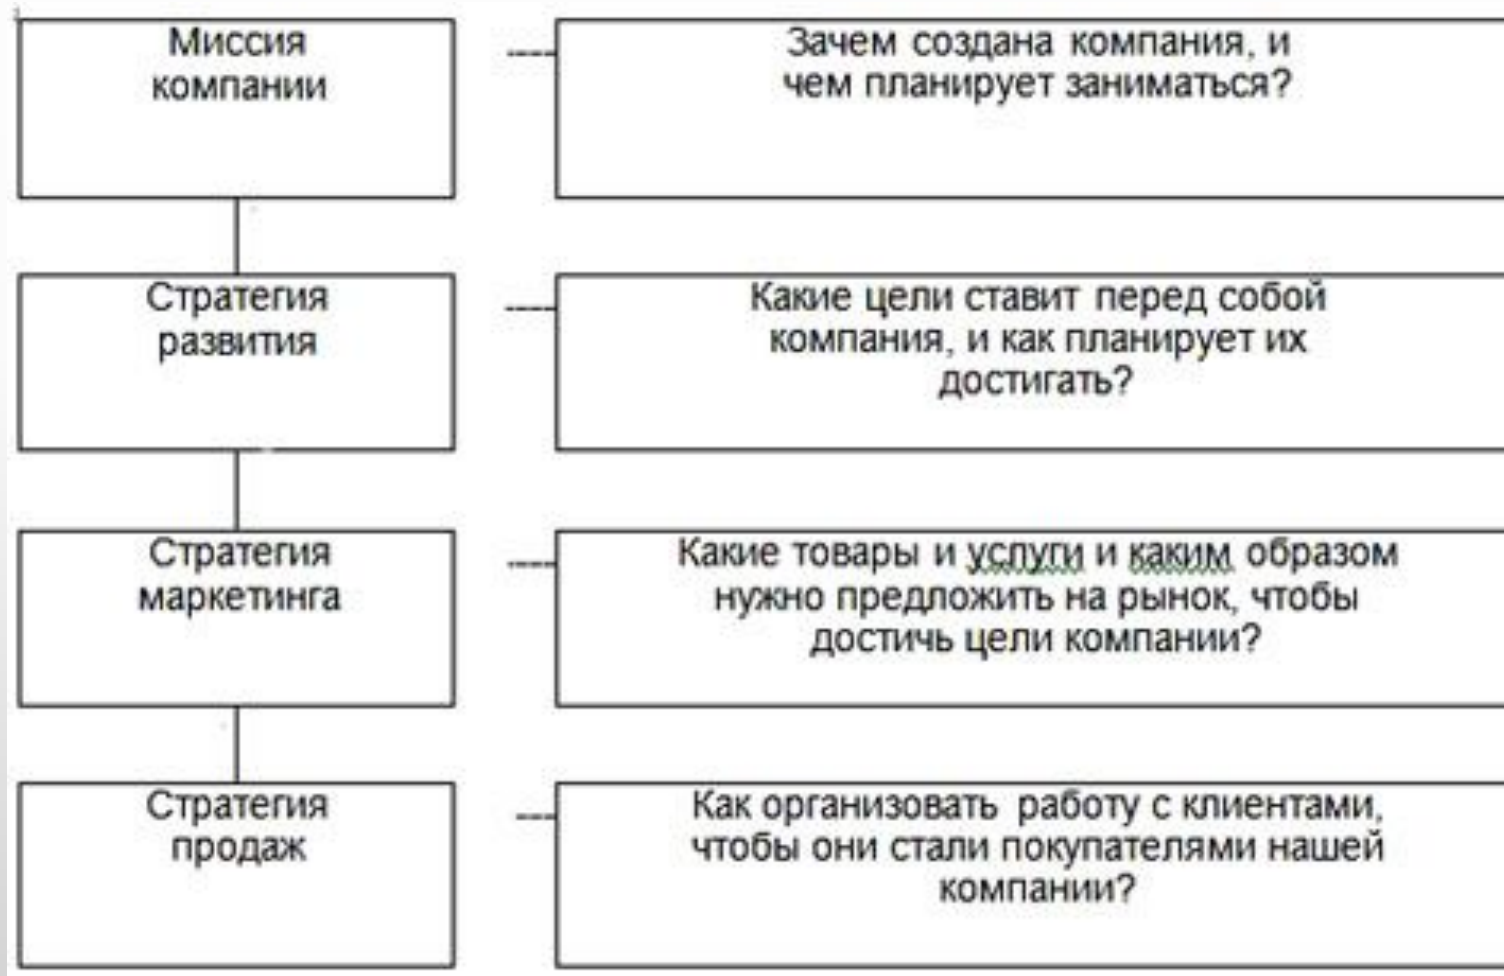 Миссия
компании
Зачем создана компания, и
чем планирует заниматься?
Стратегия
развития
Какие цели ставит перед собой
компания, и как планирует их
достигать?
Стратегия
маркетинга
Какие товары и услуги и каким образом
нужно предложить на рынок, чтобы
достичь цели компании?
Стратегия
продаж
Как организовать работу с клиентами,
чтобы они стали покупателями нашей
компании?